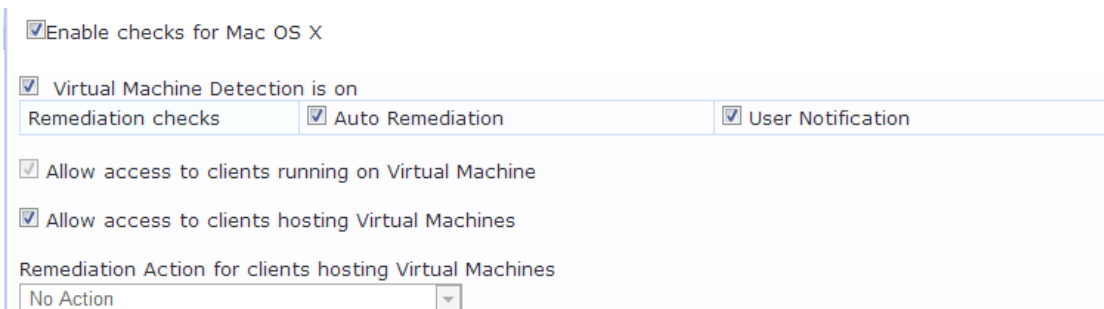 Enable checks for Mac OS X
Virtual Machine Detection is on
Remediation checks Auto Remediation User Notification
Allow access to clients running on Virtual Machine
Allow access to clients hosting Virtual Machines
Remediation Action for clients hosting Virtual Machines
No Action